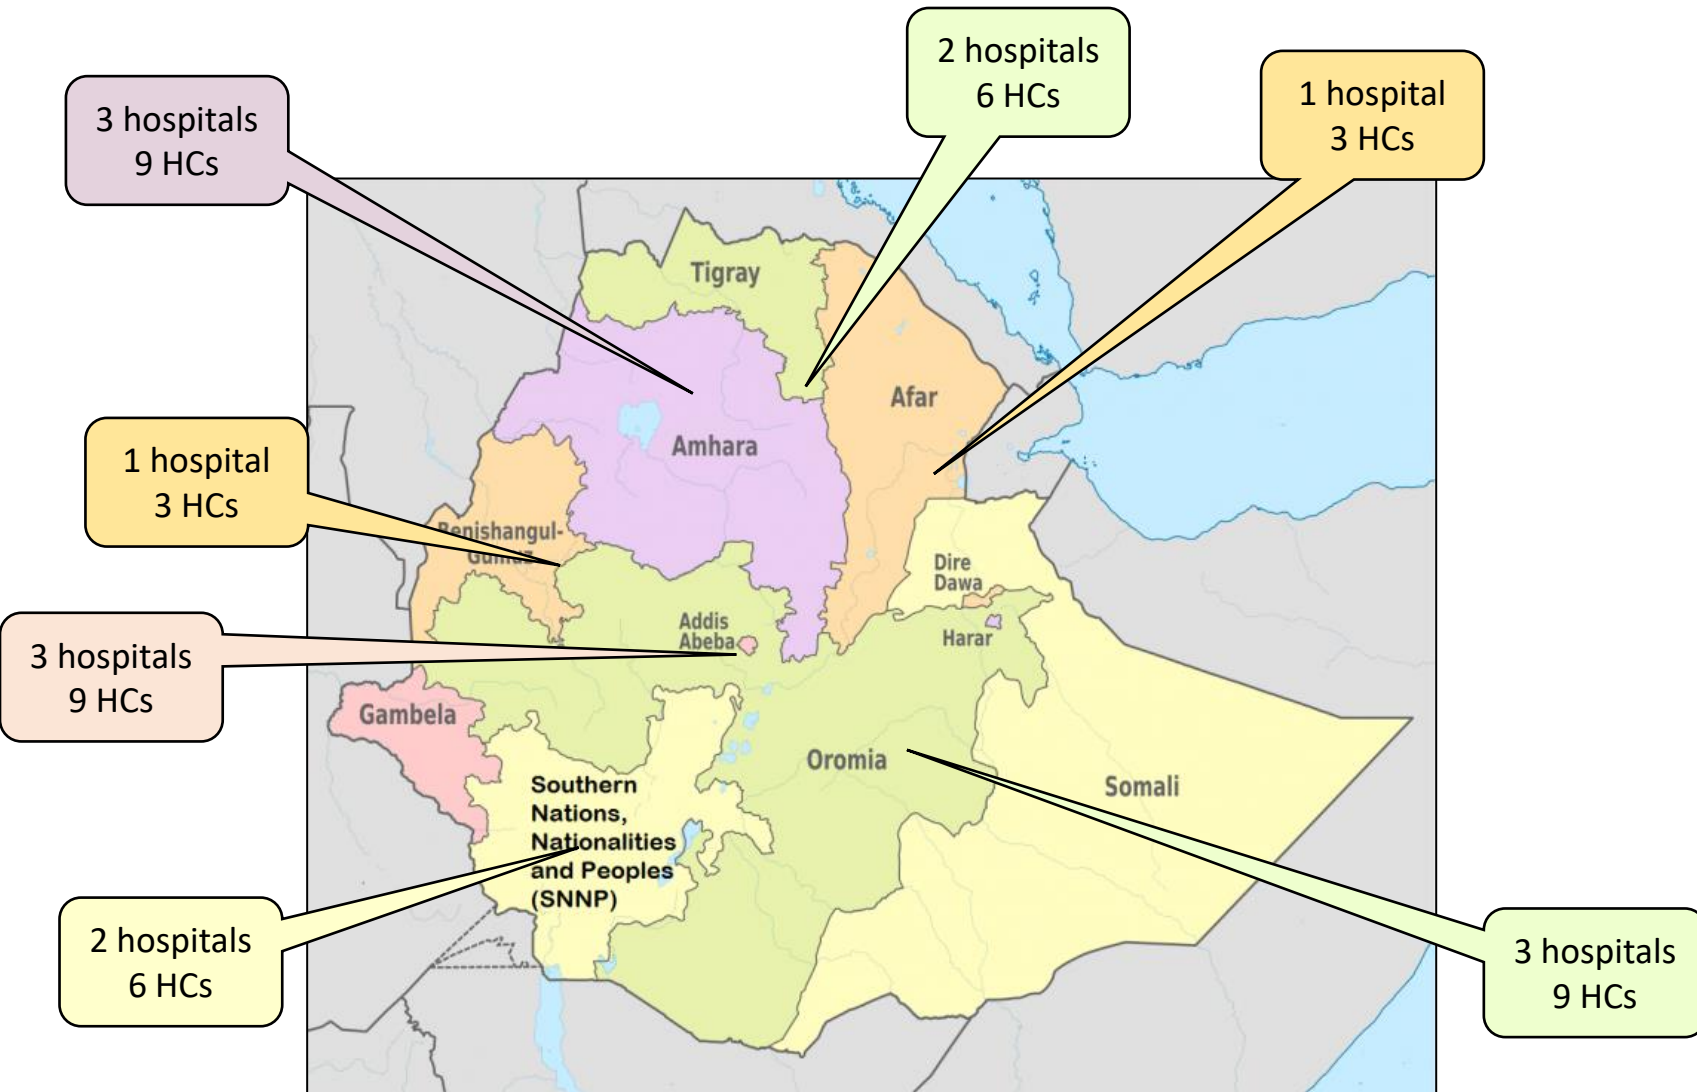 2 hospitals
6 HCs
1 hospital
3 HCs
3 hospitals
9 HCs
Tigray
Afar
Amhara
1 hospital
3 HCs
Benishangul-
Gumuz
Dire
Dawa
Addis
Abeba
Harar
3 hospitals
9 HCs
Gambela
Oromia
Somali
Southern
Nations,
Nationalities
and Peoples
(SNNP)
2 hospitals
6 HCs
3 hospitals
9 HCs